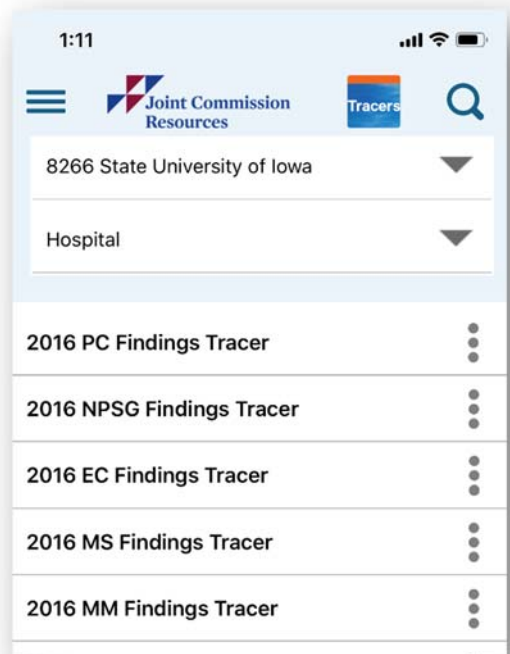 1:11
Joint Commission
Resources
Tracers
8266 State University of Iowa
Hospital
2016 PC Findings Tracer
2016 NPSG Findings Tracer
2016 EC Findings Tracer
2016 MS Findings Tracer
2016 MM Findings Tracer